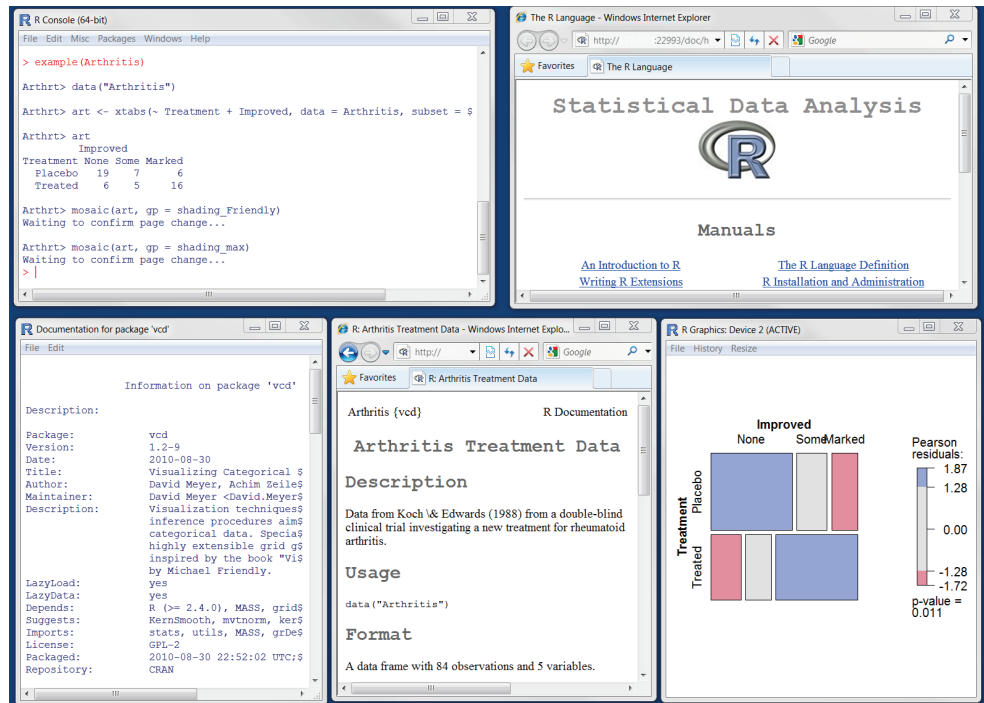 R Console (64-bit)
File Edit Misc Packages Windows Help
> example(Arthritis)
Arthrt> data("Arthritis")
Arthrt> art <- xtabs(~ Treatment + Improved, data = Arthritis, subset = $
Arthrt> art
Improved
Treatment None Some Marked
Placebo 19 7 6
Treated 6 5 16
Arthrt> mosaic(art, gp = shading_Friendly)
Waiting to confirm page change...
Arthrt> mosaic(art, gp = shading_max)
Waiting to confirm page change...
> |
The R Language - Windows Internet Explorer
http:// :22993/doc/h
Google
Favorites
The R Language
Statistical Data Analysis
R
Manuals
An Introduction to R
The R Language Definition
Writing R Extensions
R Installation and Administration
Documentation for package 'vcd'
File Edit
Information on package 'vcd'
Description:
Package: vcd
Version: 1.2-9
Date: 2010-08-30
Title: Visualizing Categorical $
Author: David Meyer, Achim Zeile$
Maintainer: David Meyer <David.Meyer$
Description: Visualization techniques$
inference procedures aim$
categorical data. Specia$
highly extensible grid g$
inspired by the book "Vi$
by Michael Friendly.
LazyLoad: yes
LazyData: yes
Depends: R (>= 2.4.0), MASS, grid$
Suggests: KernSmooth, mvtnorm, ker$
Imports: stats, utils, MASS, grDe$
License: GPL-2
Packaged: 2010-08-30 22:52:02 UTC;$
Repository: CRAN
R: Arthritis Treatment Data - Windows Internet Explo...
http://
Google
Favorites
R: Arthritis Treatment Data
Arthritis {vcd}
R Documentation
Arthritis Treatment Data
Description
Data from Koch \& Edwards (1988) from a double-blind
clinical trial investigating a new treatment for rheumatoid
arthritis.
Usage
data("Arthritis")
Format
A data frame with 84 observations and 5 variables.
R Graphics: Device 2 (ACTIVE)
File History Resize
Improved
None Some Marked
Treatment
Placebo
Treated
Pearson
residuals:
1.87
1.28
0.00
-1.28
-1.72
p-value =
0.011